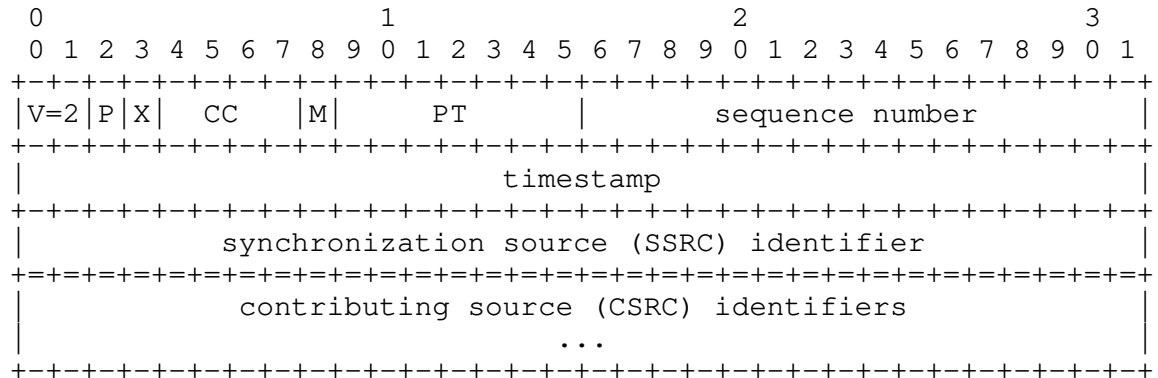 0                   1                   2                   3
0 1 2 3 4 5 6 7 8 9 0 1 2 3 4 5 6 7 8 9 0 1 2 3 4 5 6 7 8 9 0 1
+-+-+-+-+-+-+-+-+-+-+-+-+-+-+-+-+-+-+-+-+-+-+-+-+-+-+-+-+-+-+-+-+
|V=2|P|X|  CC   |M|     PT      |       sequence number         |
+-+-+-+-+-+-+-+-+-+-+-+-+-+-+-+-+-+-+-+-+-+-+-+-+-+-+-+-+-+-+-+-+
|                           timestamp                           |
+-+-+-+-+-+-+-+-+-+-+-+-+-+-+-+-+-+-+-+-+-+-+-+-+-+-+-+-+-+-+-+-+
|           synchronization source (SSRC) identifier            |
+=+=+=+=+=+=+=+=+=+=+=+=+=+=+=+=+=+=+=+=+=+=+=+=+=+=+=+=+=+=+=+=+
|            contributing source (CSRC) identifiers             |
|                              ...                              |
+-+-+-+-+-+-+-+-+-+-+-+-+-+-+-+-+-+-+-+-+-+-+-+-+-+-+-+-+-+-+-+-+